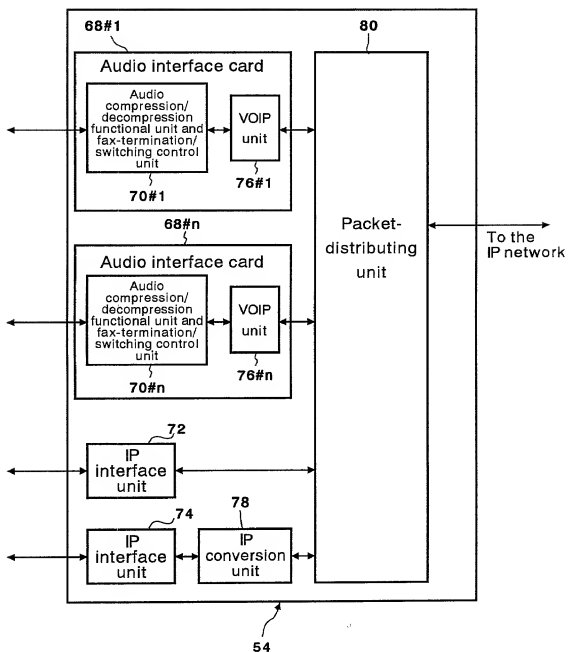 68#1
80
Audio interface card
Audio
compression/
decompression
functional unit and
fax-termination/
switching control
unit
VOIP
unit
70#1
76#1
68#n
Audio interface card
Audio
compression/
decompression
functional unit and
fax-termination/
switching control
unit
VOIP
unit
70#n
76#n
Packet-
distributing
unit
To the
IP network
72
IP
interface
unit
74
IP
interface
unit
78
IP
conversion
unit
54